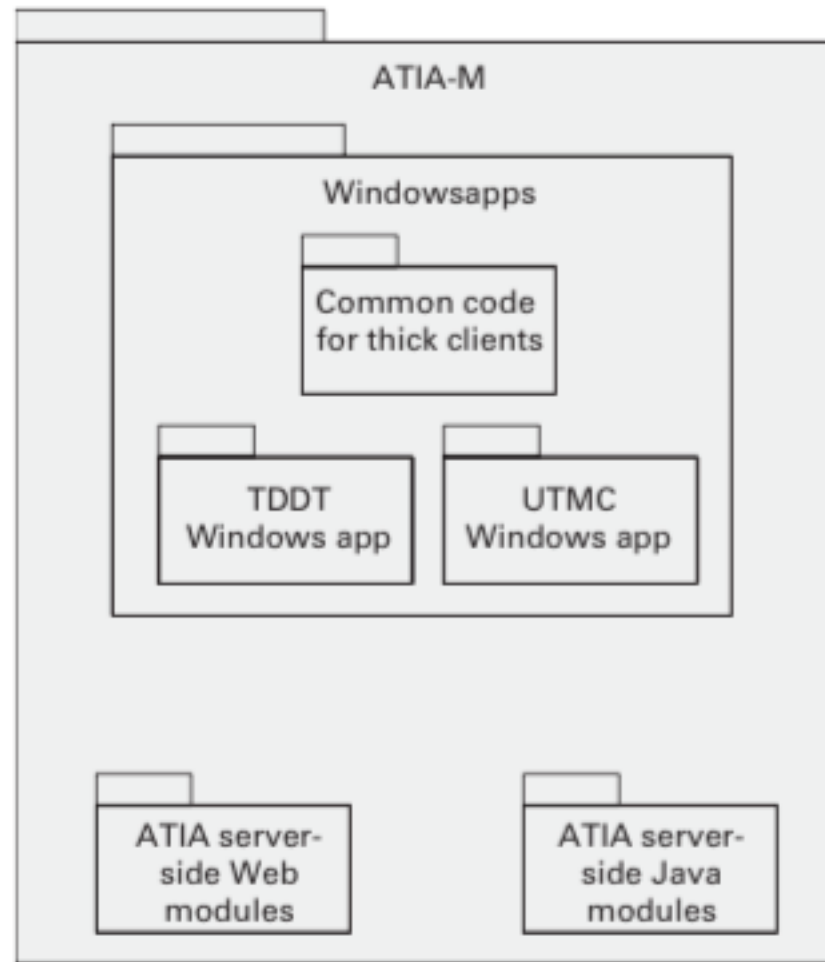 ATIA-M
Windowsapps
Common code
for thick clients
TDDT
Windows app
UTMC
Windows app
ATIA server-
side Web
modules
ATIA server-
side Java
modules